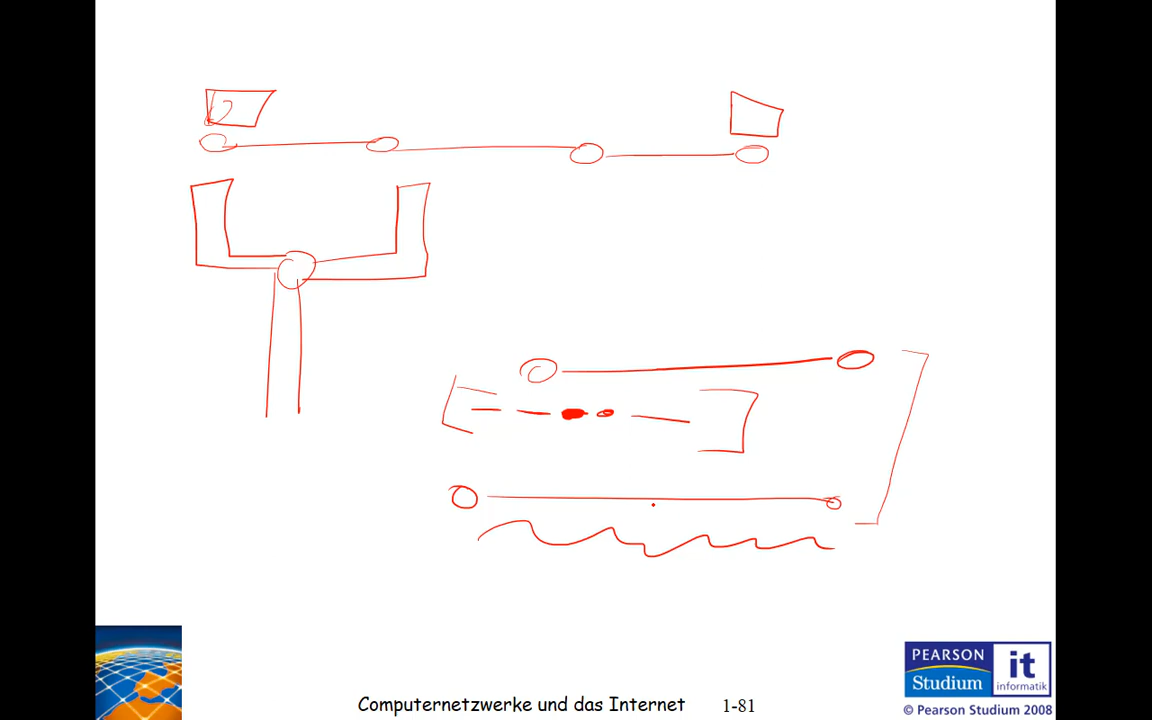 Computernetzwerke und das Internet 1-81
PEARSON
Studium
it
informatik
© Pearson Studium 2008